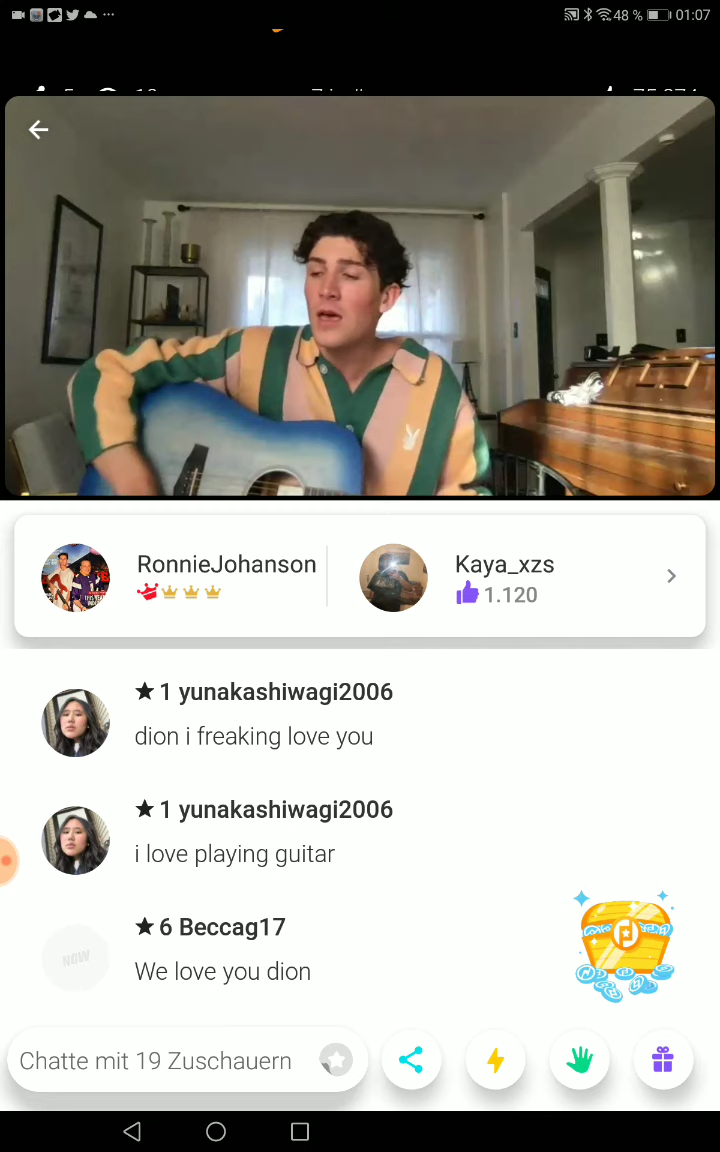 48 % 01:07
RonnieJohanson
Kaya_xzs
1.120
1 yunakashiwagi2006
dion i freaking love you
1 yunakashiwagi2006
i love playing guitar
NOW
6 Beccag17
We love you dion
Chatte mit 19 Zuschauern